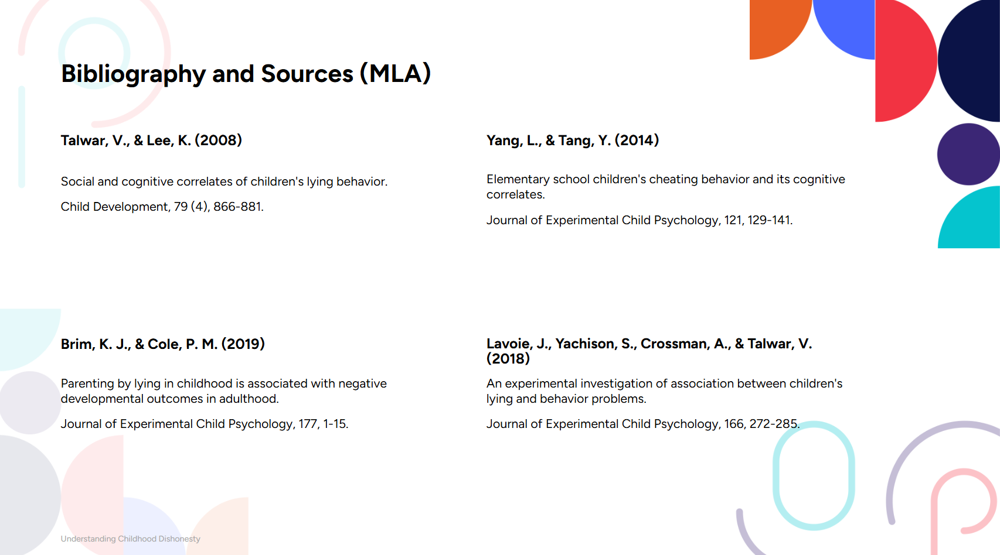 Bibliography and Sources (MLA)
Talwar, V., & Lee, K. (2008)
Social and cognitive correlates of children's lying behavior.
Child Development, 79 (4), 866-881.
Yang, L., & Tang, Y. (2014)
Elementary school children's cheating behavior and its cognitive
correlates.
Journal of Experimental Child Psychology, 121, 129-141.
Brim, K. J., & Cole, P. M. (2019)
Parenting by lying in childhood is associated with negative
developmental outcomes in adulthood.
Journal of Experimental Child Psychology, 177, 1-15.
Lavoie, J., Yachison, S., Crossman, A., & Talwar, V.
(2018)
An experimental investigation of association between children's
lying and behavior problems.
Journal of Experimental Child Psychology, 166, 272-285.
Understanding Childhood Dishonesty